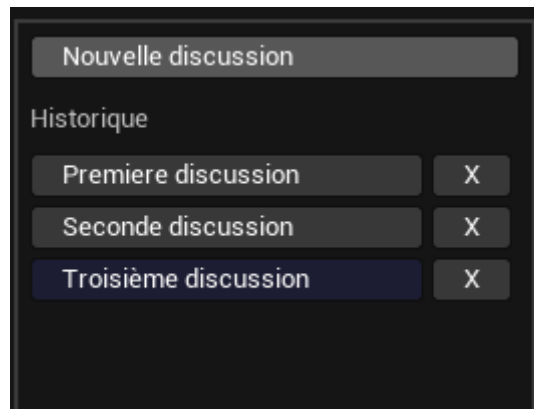 Nouvelle discussion
Historique
Premiere discussion X
Seconde discussion X
Troisième discussion X